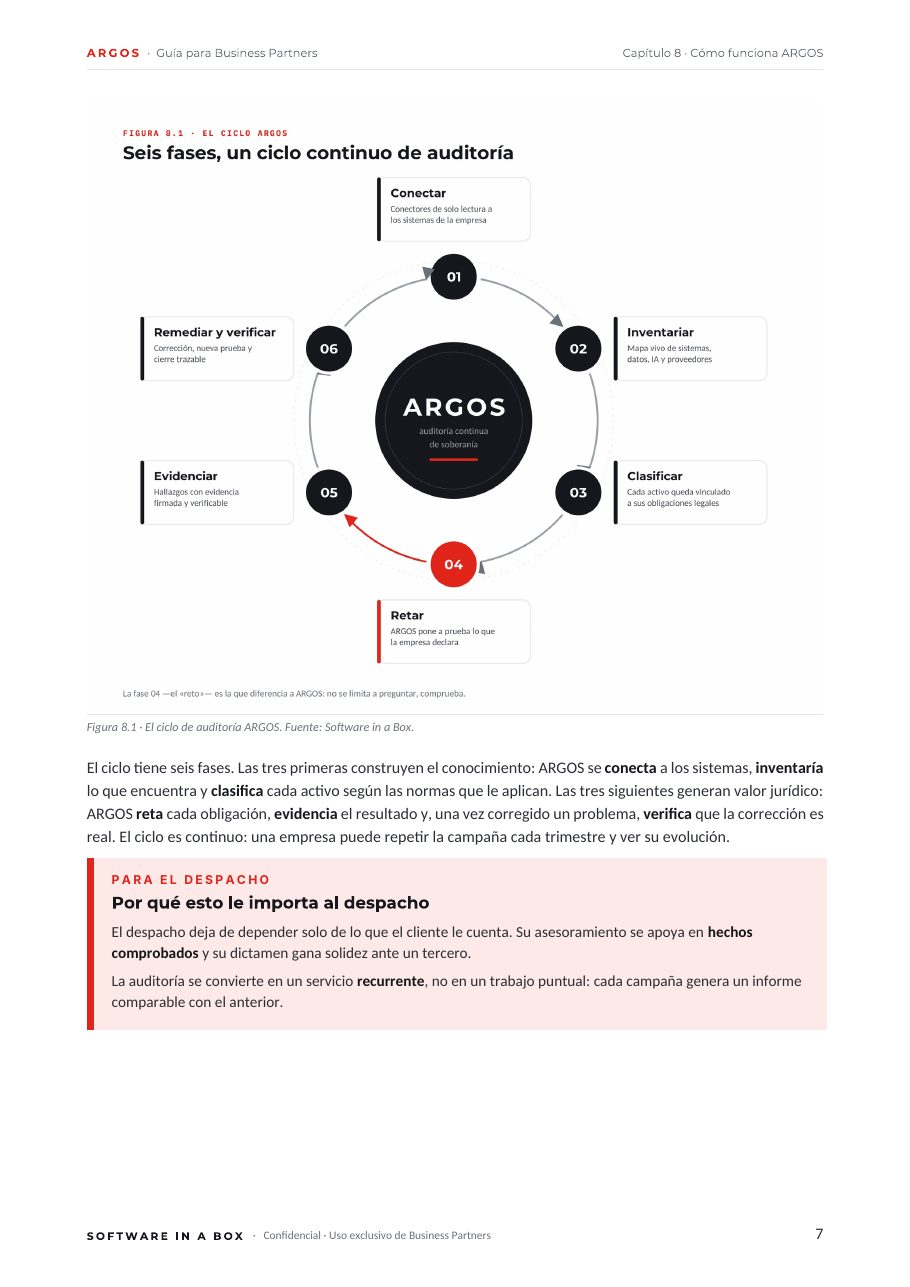 ARGOS · Guía para Business Partners
Capítulo 8 · Cómo funciona ARGOS
FIGURA 8.1 · EL CICLO ARGOS
Seis fases, un ciclo continuo de auditoría
Conectar
Conectores de solo lectura a
los sistemas de la empresa
01
Remediar y verificar
Corrección, nueva prueba y
cierre trazable
06
02
Inventariar
Mapa vivo de sistemas,
datos, IA y proveedores
ARGOS
auditoría continua
de soberanía
Evidenciar
Hallazgos con evidencia
firmada y verificable
05
03
Clasificar
Cada activo queda vinculado
a sus obligaciones legales
04
Retar
ARGOS pone a prueba lo que
la empresa declara
La fase 04 —el «reto»— es la que diferencia a ARGOS: no se limita a preguntar, comprueba.
Figura 8.1 · El ciclo de auditoría ARGOS. Fuente: Software in a Box.
El ciclo tiene seis fases. Las tres primeras construyen el conocimiento: ARGOS se conecta a los sistemas, inventaría
lo que encuentra y clasifica cada activo según las normas que le aplican. Las tres siguientes generan valor jurídico:
ARGOS reta cada obligación, evidencia el resultado y, una vez corregido un problema, verifica que la corrección es
real. El ciclo es continuo: una empresa puede repetir la campaña cada trimestre y ver su evolución.
PARA EL DESPACHO
Por qué esto le importa al despacho
El despacho deja de depender solo de lo que el cliente le cuenta. Su asesoramiento se apoya en hechos
comprobados y su dictamen gana solidez ante un tercero.
La auditoría se convierte en un servicio recurrente, no en un trabajo puntual: cada campaña genera un informe
comparable con el anterior.
SOFTWARE IN A BOX · Confidencial · Uso exclusivo de Business Partners
7